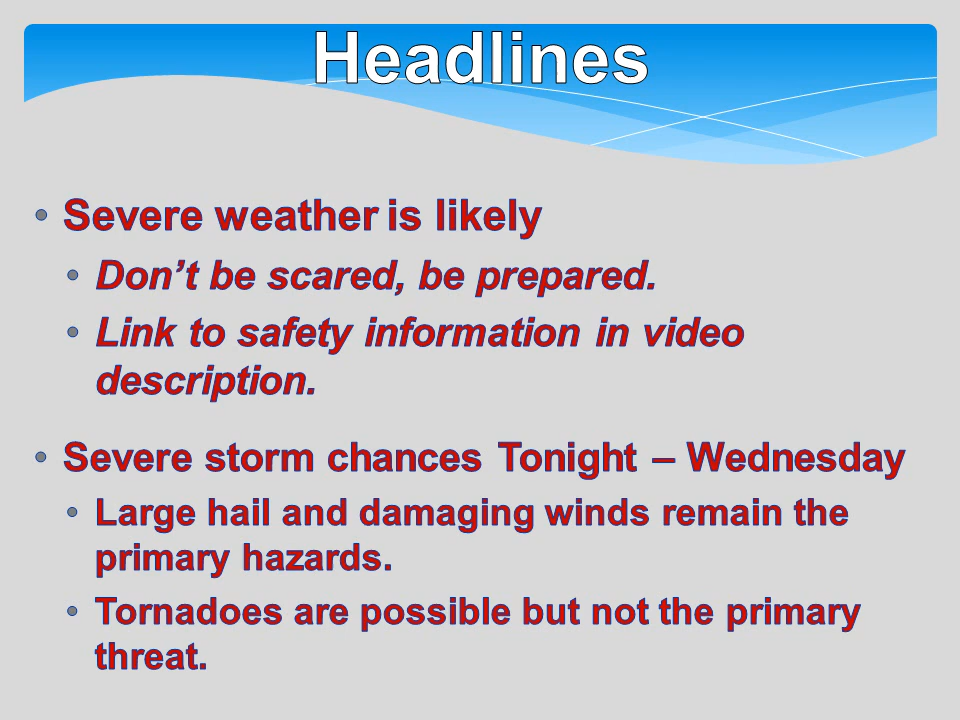 Headlines
• Severe weather is likely
• Don’t be scared, be prepared.
• Link to safety information in video
description.
• Severe storm chances Tonight – Wednesday
• Large hail and damaging winds remain the
primary hazards.
• Tornadoes are possible but not the primary
threat.